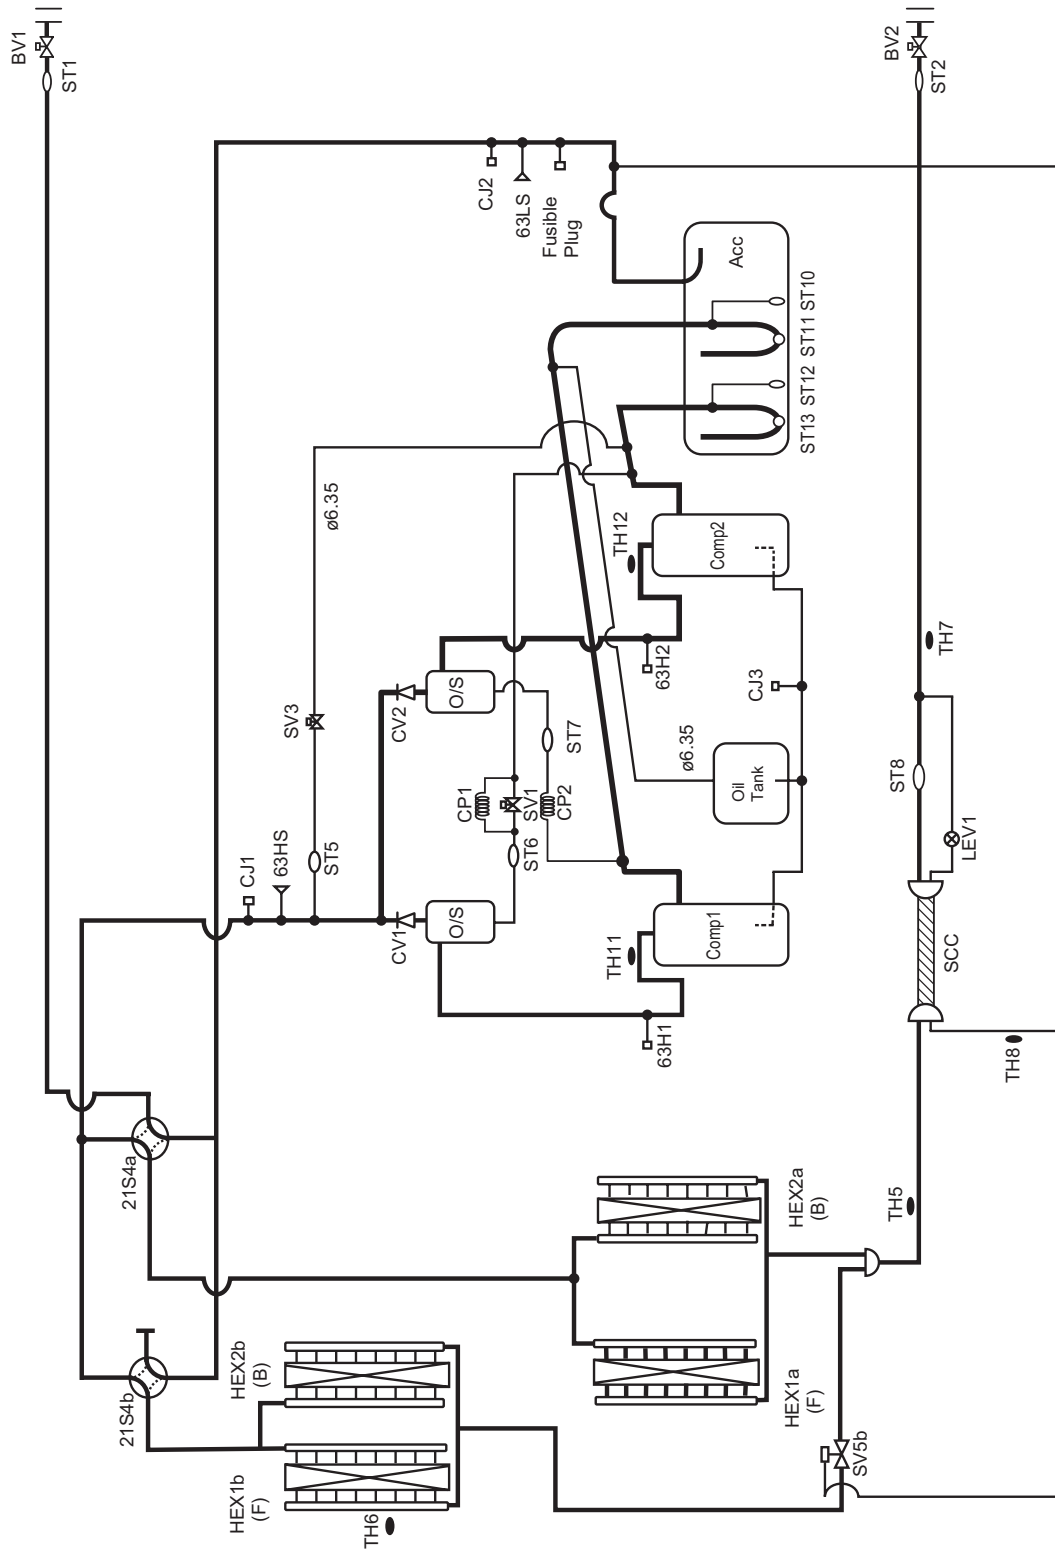 BV1
ST1
BV2
ST2
CJ2
63LS
Fusible
Plug
Acc
ST13 ST12 ST11 ST10
ø6.35
TH12
Comp2
TH7
63H2
CJ3
SV3
CV2
O/S
ST7
ø6.35
Oil
Tank
ST8
CP1
SV1
CP2
LEV1
CJ1
63HS
ST5
ST6
CV1
O/S
TH11
Comp1
SCC
63H1
TH8
21S4a
HEX2a
(B)
TH5
21S4b
HEX2b
(B)
HEX1a
(F)
SV5b
HEX1b
(F)
TH6